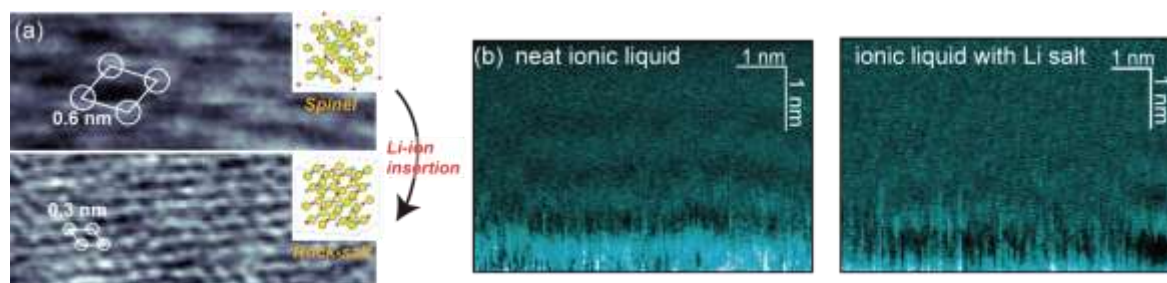 (a)
Spinel
0.6 nm
Li-ion
insertion
0.3 nm
Rock-salt
(b) neat ionic liquid
1 nm
1 nm
ionic liquid with Li salt
1 nm
1 nm